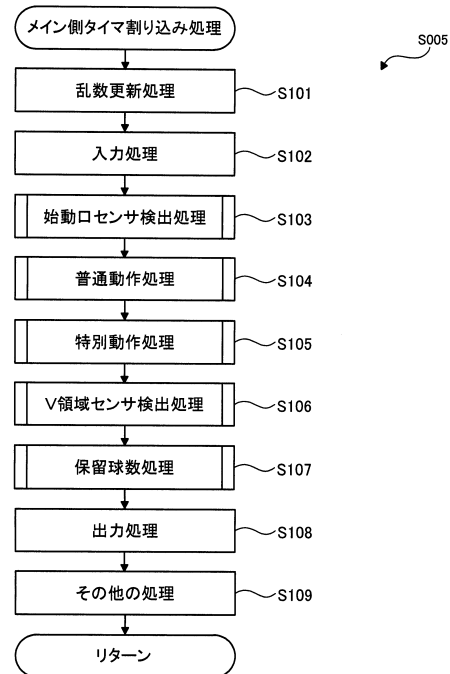 メイン側タイマ割り込み処理
S005
乱数更新処理
S101
入力処理
S102
始動口センサ検出処理
S103
普通動作処理
S104
特別動作処理
S105
V領域センサ検出処理
S106
保留球数処理
S107
出力処理
S108
その他の処理
S109
リターン